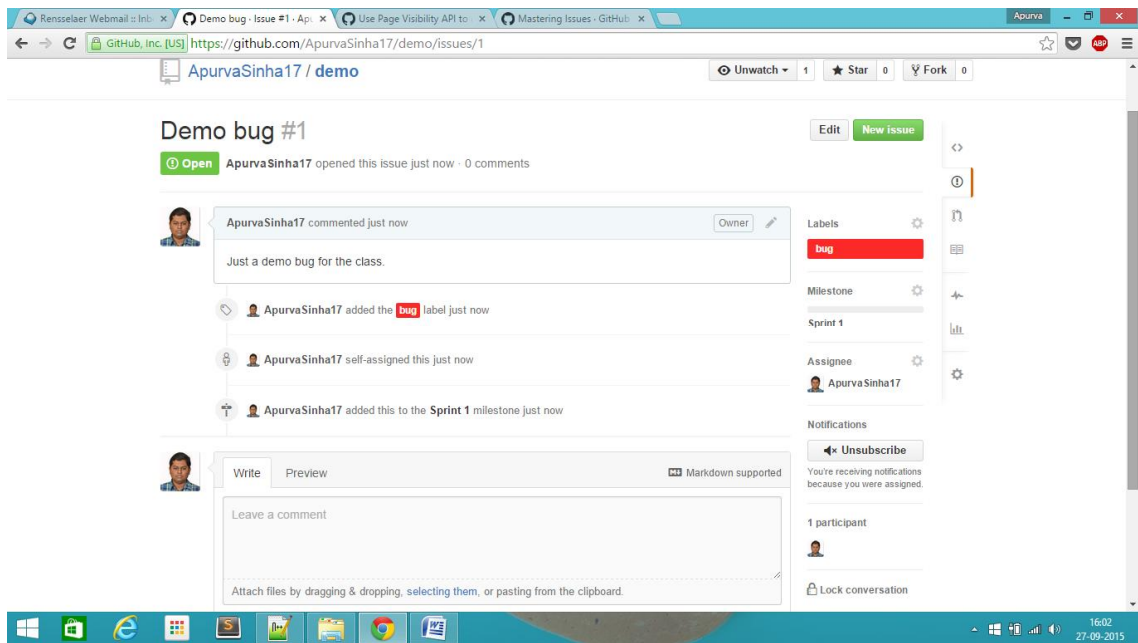 Rensselaer Webmail :: Inb
Demo bug · Issue #1 · Apu
Use Page Visibility API to
Mastering Issues · GitHub
Apurva
GitHub, Inc. [US] https://github.com/ApurvaSinha17/demo/issues/1
ABP
ApurvaSinha17 / demo
Unwatch 1 Star 0 Fork 0
Demo bug #1
Edit New issue
Open ApurvaSinha17 opened this issue just now · 0 comments
ApurvaSinha17 commented just now Owner
Just a demo bug for the class.
ApurvaSinha17 added the bug label just now
ApurvaSinha17 self-assigned this just now
ApurvaSinha17 added this to the Sprint 1 milestone just now
Labels
bug
Milestone
Sprint 1
Assignee
ApurvaSinha17
Notifications
Unsubscribe
You're receiving notifications
because you were assigned.
1 participant
Lock conversation
Write Preview Markdown supported
Leave a comment
Attach files by dragging & dropping, selecting them, or pasting from the clipboard.
16:02
27-09-2015